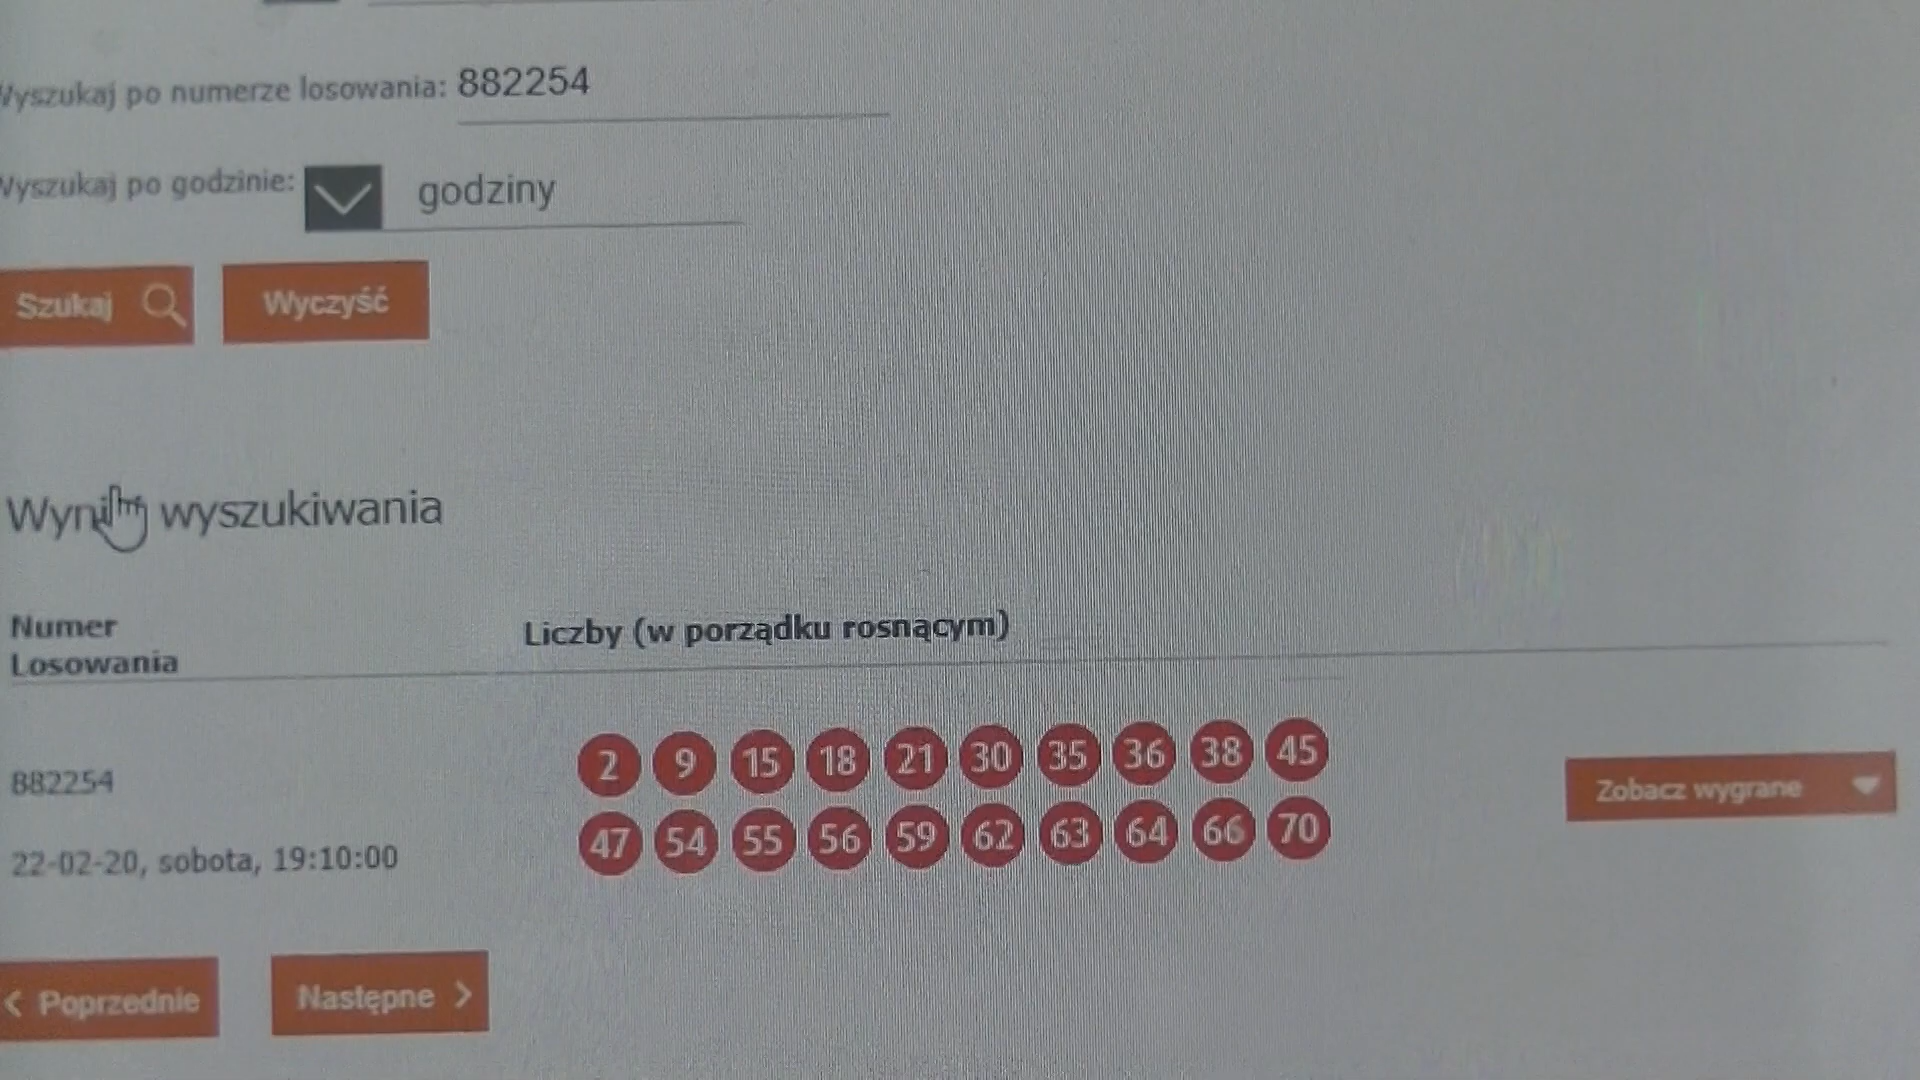 Wyszukaj po numerze losowania: 882254
Wyszukaj po godzinie: godziny
Szukaj Wyczyść
wyszukiwania
Numer Losowania
Liczby (w porządku rosnącym)
2 9 15 18 21 30 35 36 38 45
882254
Zobacz wygrane
47 54 55 56 59 62 63 64 66 70
22-02-20, sobota, 19:10:00
< Poprzednie Następne >